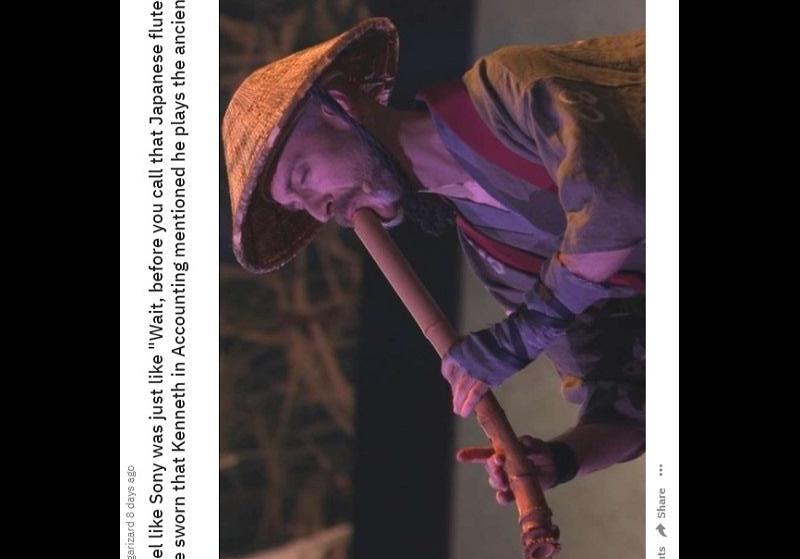 garizard 8 days ago
el like Sony was just like "Wait, before you call that Japanese flute
e sworn that Kenneth in Accounting mentioned he plays the ancien
nts Share ...